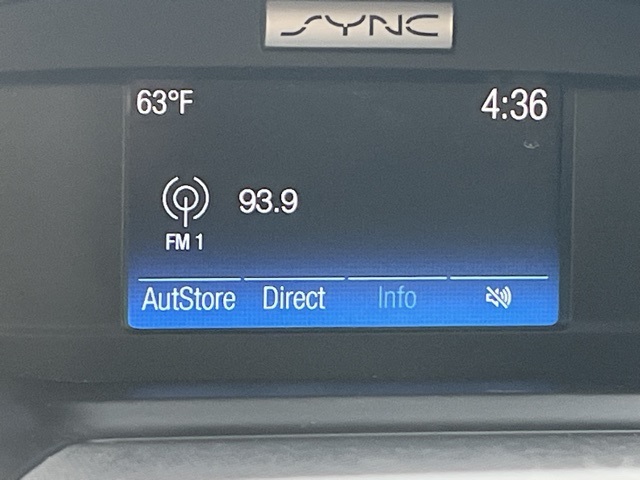 SYNC
63°F 4:36
93.9
FM 1
AutStore Direct Info